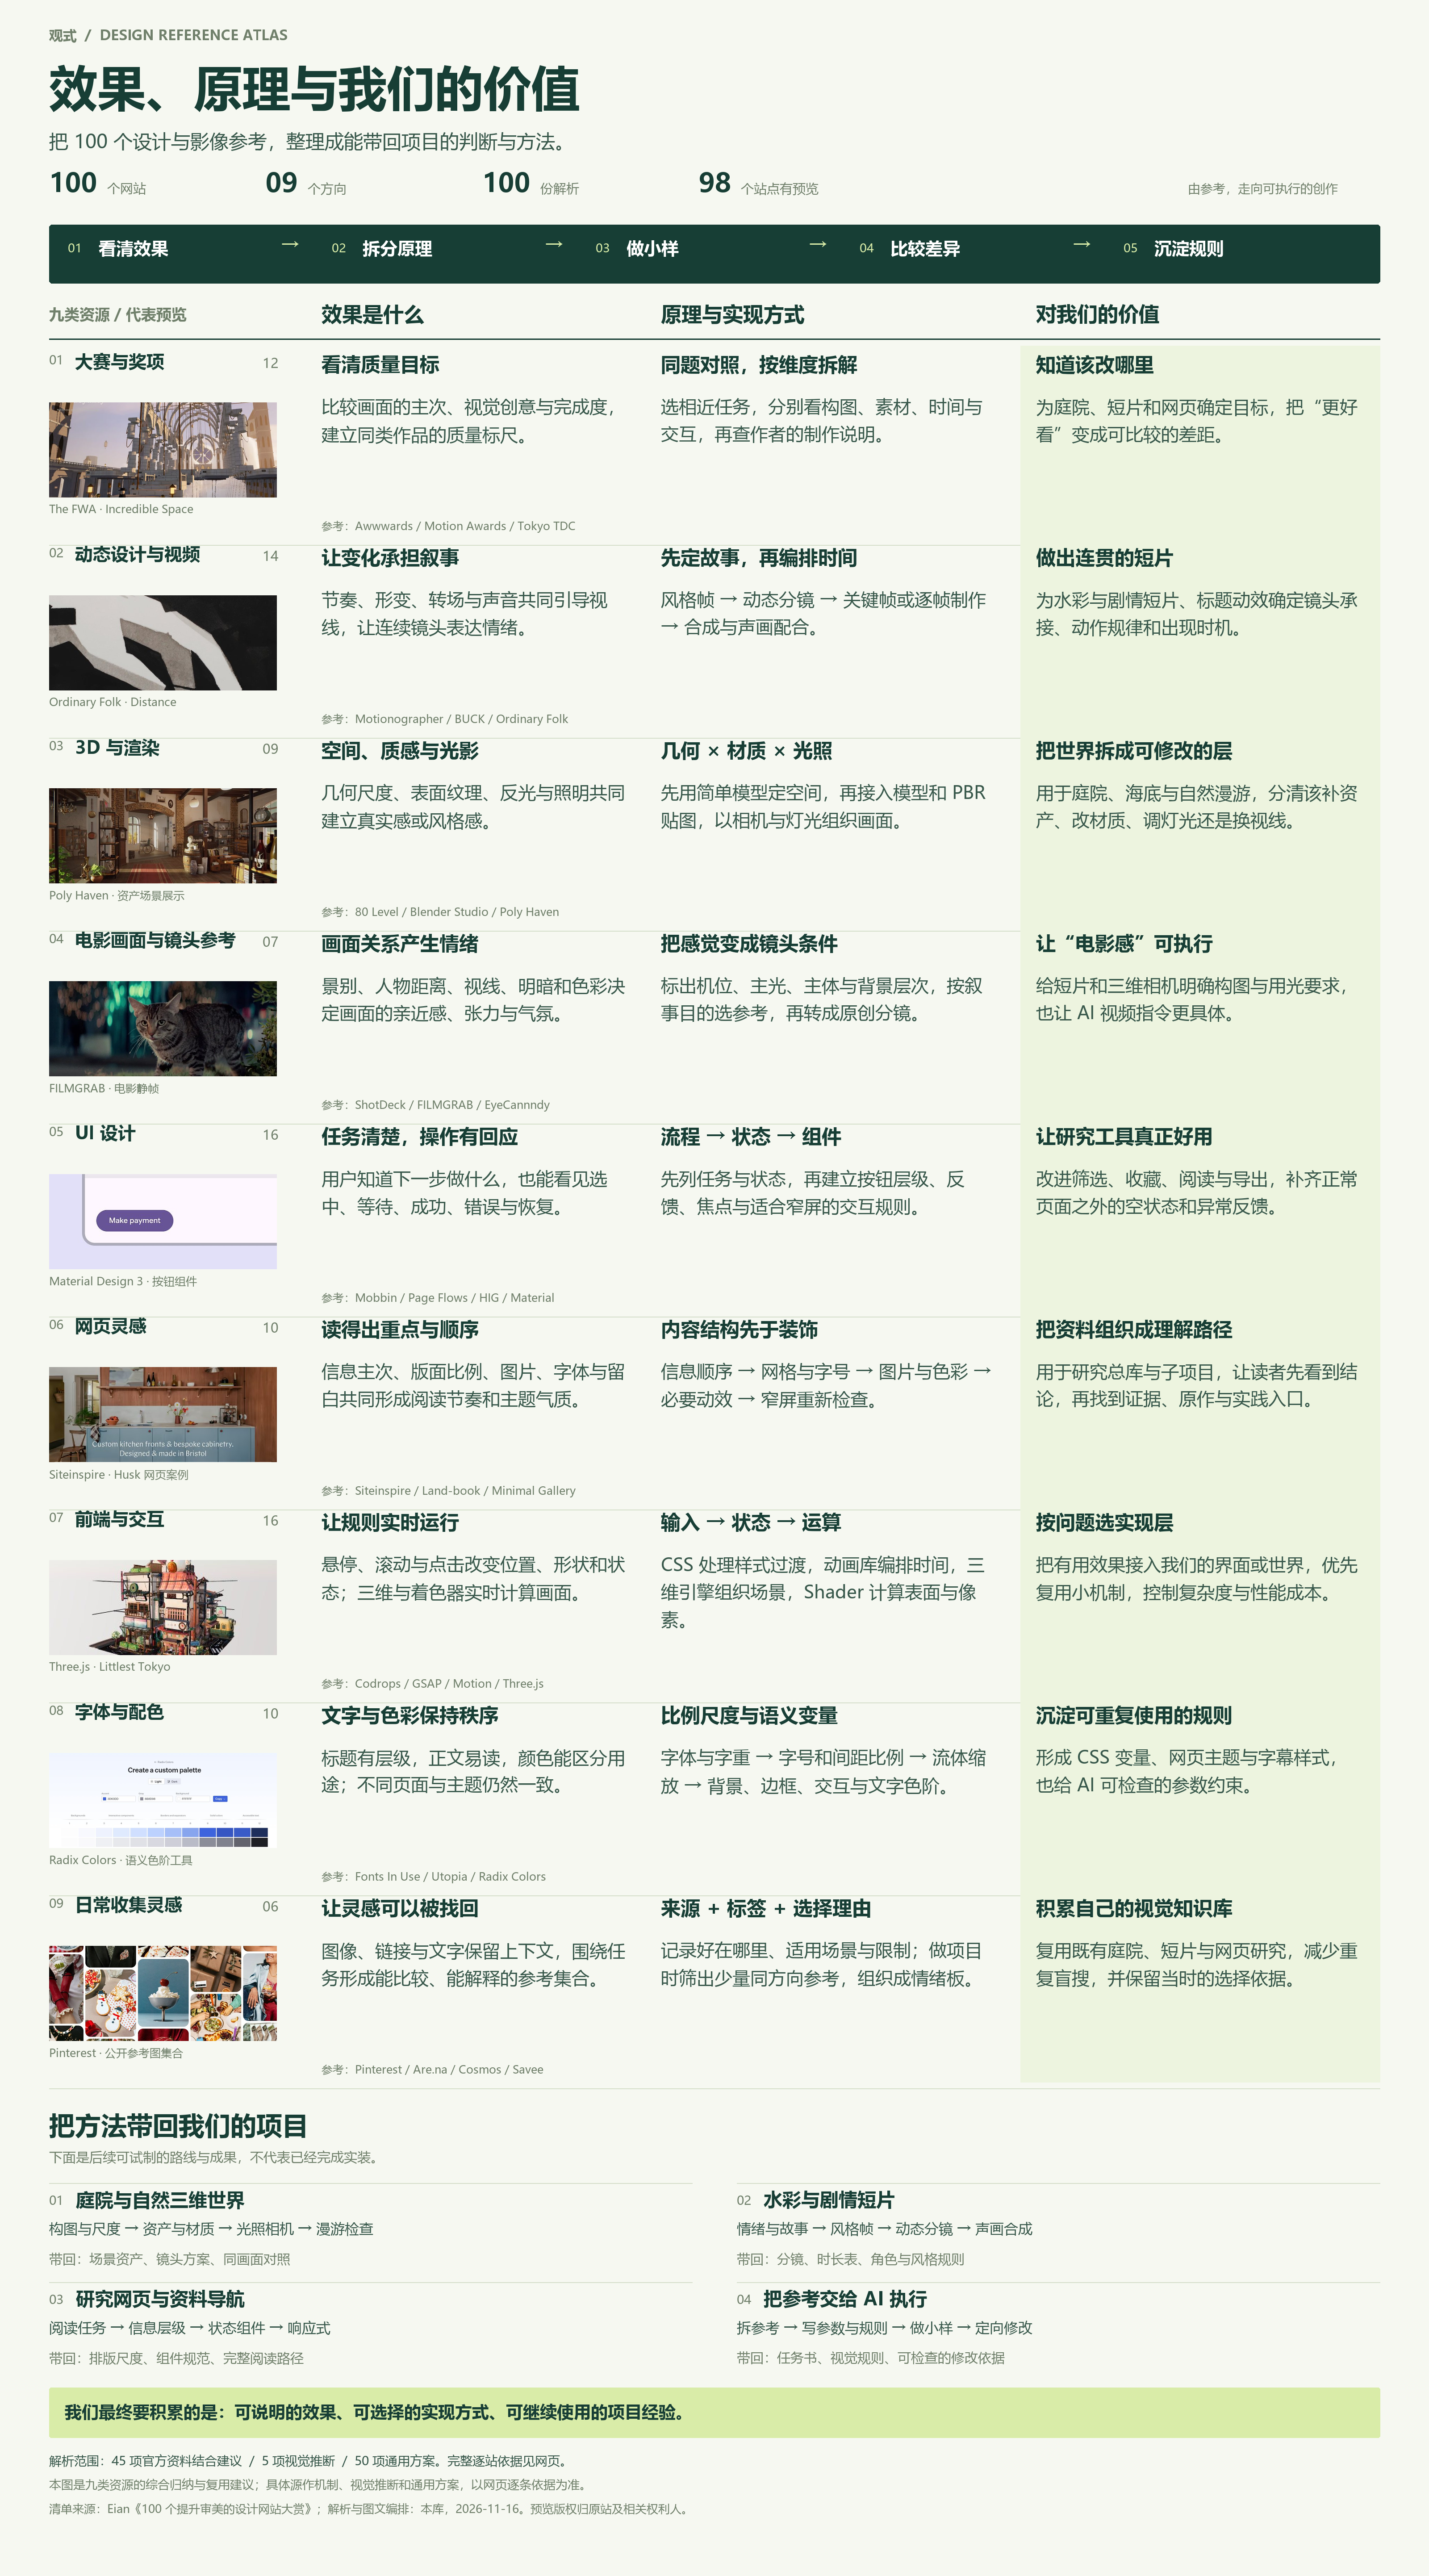 观式 / DESIGN REFERENCE ATLAS
效果、原理与我们的价值
把 100 个设计与影像参考，整理成能带回项目的判断与方法。
100 个网站
09 个方向
100 份解析
98 个站点有预览
由参考，走向可执行的创作
01 看清效果 → 02 拆分原理 → 03 做小样 → 04 比较差异 → 05 沉淀规则
九类资源 / 代表预览
效果是什么
原理与实现方式
对我们的价值
01 大赛与奖项 12
The FWA · Incredible Space
看清质量目标
比较画面的主次、视觉创意与完成度，
建立同类作品的质量标尺。
参考：Awwwards / Motion Awards / Tokyo TDC
同题对照，按维度拆解
选相近任务，分别看构图、素材、时间与
交互，再查作者的制作说明。
知道该改哪里
为庭院、短片和网页确定目标，把“更好
看”变成可比较的差距。
02 动态设计与视频 14
Ordinary Folk · Distance
让变化承担叙事
节奏、形变、转场与声音共同引导视
线，让连续镜头表达情绪。
参考：Motionographer / BUCK / Ordinary Folk
先定故事，再编排时间
风格帧 → 动态分镜 → 关键帧或逐帧制作
→ 合成与声画配合。
做出连贯的短片
为水彩与剧情短片、标题动效确定镜头承
接、动作规律和出现时机。
03 3D 与渲染 09
Poly Haven · 资产场景展示
空间、质感与光影
几何尺度、表面纹理、反光与照明共同
建立真实感或风格感。
参考：80 Level / Blender Studio / Poly Haven
几何 × 材质 × 光照
先用简单模型定空间，再接入模型和 PBR
贴图，以相机与灯光组织画面。
把世界拆成可修改的层
用于庭院、海底与自然漫游，分清该补资
产、改材质、调灯光还是换视线。
04 电影画面与镜头参考 07
FILMGRAB · 电影静帧
画面关系产生情绪
景别、人物距离、视线、明暗和色彩决
定画面的亲近感、张力与气氛。
参考：ShotDeck / FILMGRAB / EyeCannndy
把感觉变成镜头条件
标出机位、主光、主体与背景层次，按叙
事目的选参考，再转成原创分镜。
让“电影感”可执行
给短片和三维相机明确构图与用光要求，
也让 AI 视频指令更具体。
05 UI 设计 16
Make payment
Material Design 3 · 按钮组件
任务清楚，操作有回应
用户知道下一步做什么，也能看见选
中、等待、成功、错误与恢复。
参考：Mobbin / Page Flows / HIG / Material
流程 → 状态 → 组件
先列任务与状态，再建立按钮层级、反
馈、焦点与适合窄屏的交互规则。
让研究工具真正好用
改进筛选、收藏、阅读与导出，补齐正常
页面之外的空状态和异常反馈。
06 网页灵感 10
Custom kitchen fronts & bespoke cabinetry.
Designed & made in Bristol
Siteinspire · Husk 网页案例
读得出重点与顺序
信息主次、版面比例、图片、字体与留
白共同形成阅读节奏和主题气质。
参考：Siteinspire / Land-book / Minimal Gallery
内容结构先于装饰
信息顺序 → 网格与字号 → 图片与色彩 →
必要动效 → 窄屏重新检查。
把资料组织成理解路径
用于研究总库与子项目，让读者先看到结
论，再找到证据、原作与实践入口。
07 前端与交互 16
Three.js · Littlest Tokyo
让规则实时运行
悬停、滚动与点击改变位置、形状和状
态；三维与着色器实时计算画面。
参考：Codrops / GSAP / Motion / Three.js
输入 → 状态 → 运算
CSS 处理样式过渡，动画库编排时间，三
维引擎组织场景，Shader 计算表面与像
素。
按问题选实现层
把有用效果接入我们的界面或世界，优先
复用小机制，控制复杂度与性能成本。
08 字体与配色 10
Create a custom palette
Radix Colors · 语义色阶工具
文字与色彩保持秩序
标题有层级，正文易读，颜色能区分用
途；不同页面与主题仍然一致。
参考：Fonts In Use / Utopia / Radix Colors
比例尺度与语义变量
字体与字重 → 字号和间距比例 → 流体缩
放 → 背景、边框、交互与文字色阶。
沉淀可重复使用的规则
形成 CSS 变量、网页主题与字幕样式，
也给 AI 可检查的参数约束。
09 日常收集灵感 06
Pinterest · 公开参考图集合
让灵感可以被找回
图像、链接与文字保留上下文，围绕任
务形成能比较、能解释的参考集合。
参考：Pinterest / Are.na / Cosmos / Savee
来源 + 标签 + 选择理由
记录好在哪里、适用场景与限制；做项目
时筛出少量同方向参考，组织成情绪板。
积累自己的视觉知识库
复用既有庭院、短片与网页研究，减少重
复盲搜，并保留当时的选择依据。
把方法带回我们的项目
下面是后续可试制的路线与成果，不代表已经完成实装。
01 庭院与自然三维世界
构图与尺度 → 资产与材质 → 光照相机 → 漫游检查
带回：场景资产、镜头方案、同画面对照
02 水彩与剧情短片
情绪与故事 → 风格帧 → 动态分镜 → 声画合成
带回：分镜、时长表、角色与风格规则
03 研究网页与资料导航
阅读任务 → 信息层级 → 状态组件 → 响应式
带回：排版尺度、组件规范、完整阅读路径
04 把参考交给 AI 执行
拆参考 → 写参数与规则 → 做小样 → 定向修改
带回：任务书、视觉规则、可检查的修改依据
我们最终要积累的是：可说明的效果、可选择的实现方式、可继续使用的项目经验。
解析范围：45 项官方资料结合建议 / 5 项视觉推断 / 50 项通用方案。完整逐站依据见网页。
本图是九类资源的综合归纳与复用建议；具体源作机制、视觉推断和通用方案，以网页逐条依据为准。
清单来源：Eian《100 个提升审美的设计网站大赏》；解析与图文编排：本库，2026-11-16。预览版权归原站及相关权利人。